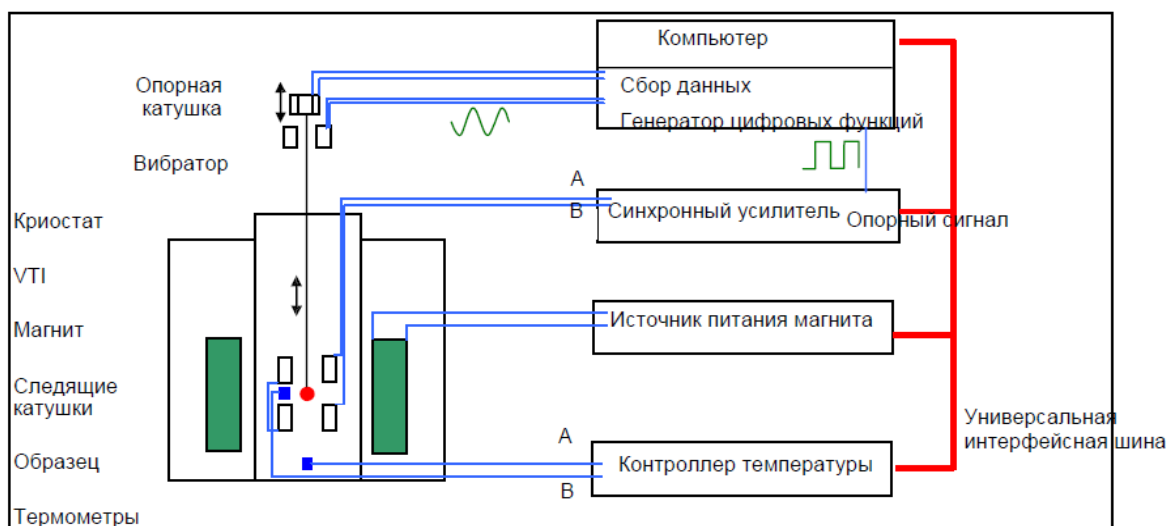 Компьютер
Опорная
катушка
Сбор данных
Генератор цифровых функций
Вибратор
A
B
Синхронный усилитель
Опорный сигнал
Криостат
VTI
Магнит
Источник питания магнита
Следящие
катушки
Универсальная
интерфейсная шина
A
Образец
Контроллер температуры
B
Термометры